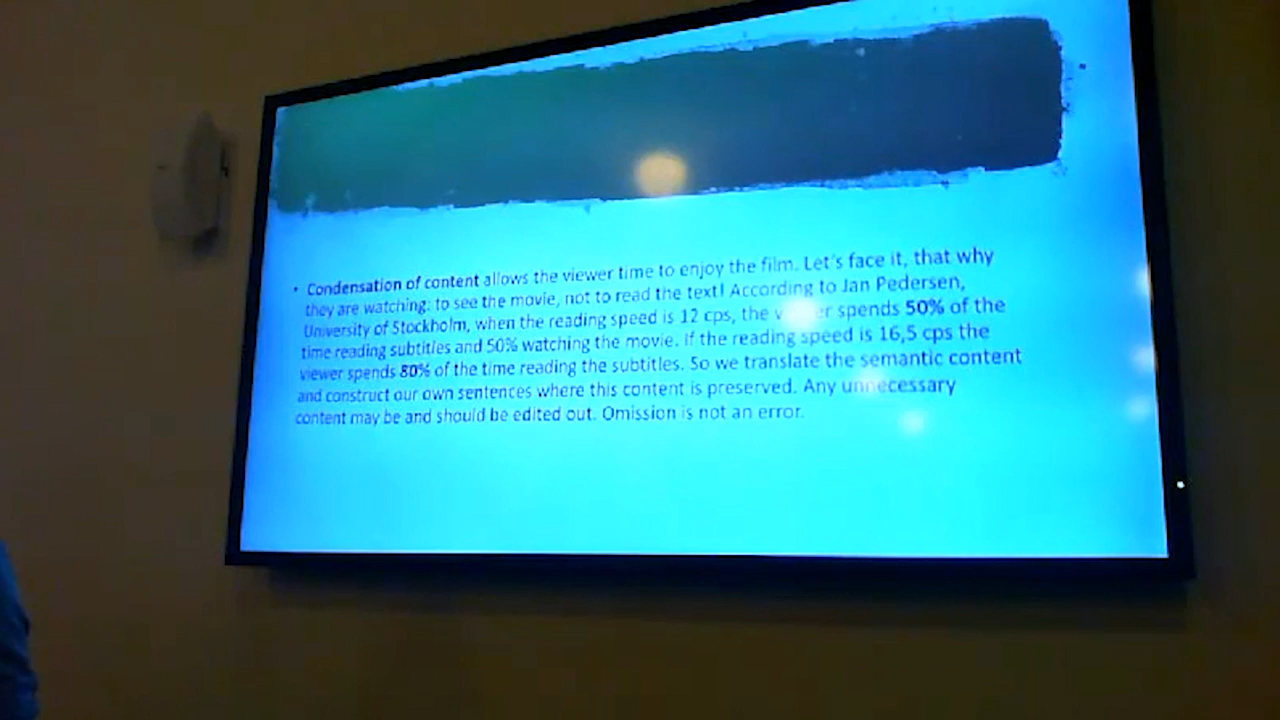 • Condensation of content allows the viewer time to enjoy the film. Let's face it, that why
they are watching: to see the movie, not to read the text! According to Jan Pedersen,
University of Stockholm, when the reading speed is 12 cps, the viewer spends 50% of the
time reading subtitles and 50% watching the movie. If the reading speed is 16,5 cps the
viewer spends 80% of the time reading the subtitles. So we translate the semantic content
and construct our own sentences where this content is preserved. Any unnecessary
content may be and should be edited out. Omission is not an error.